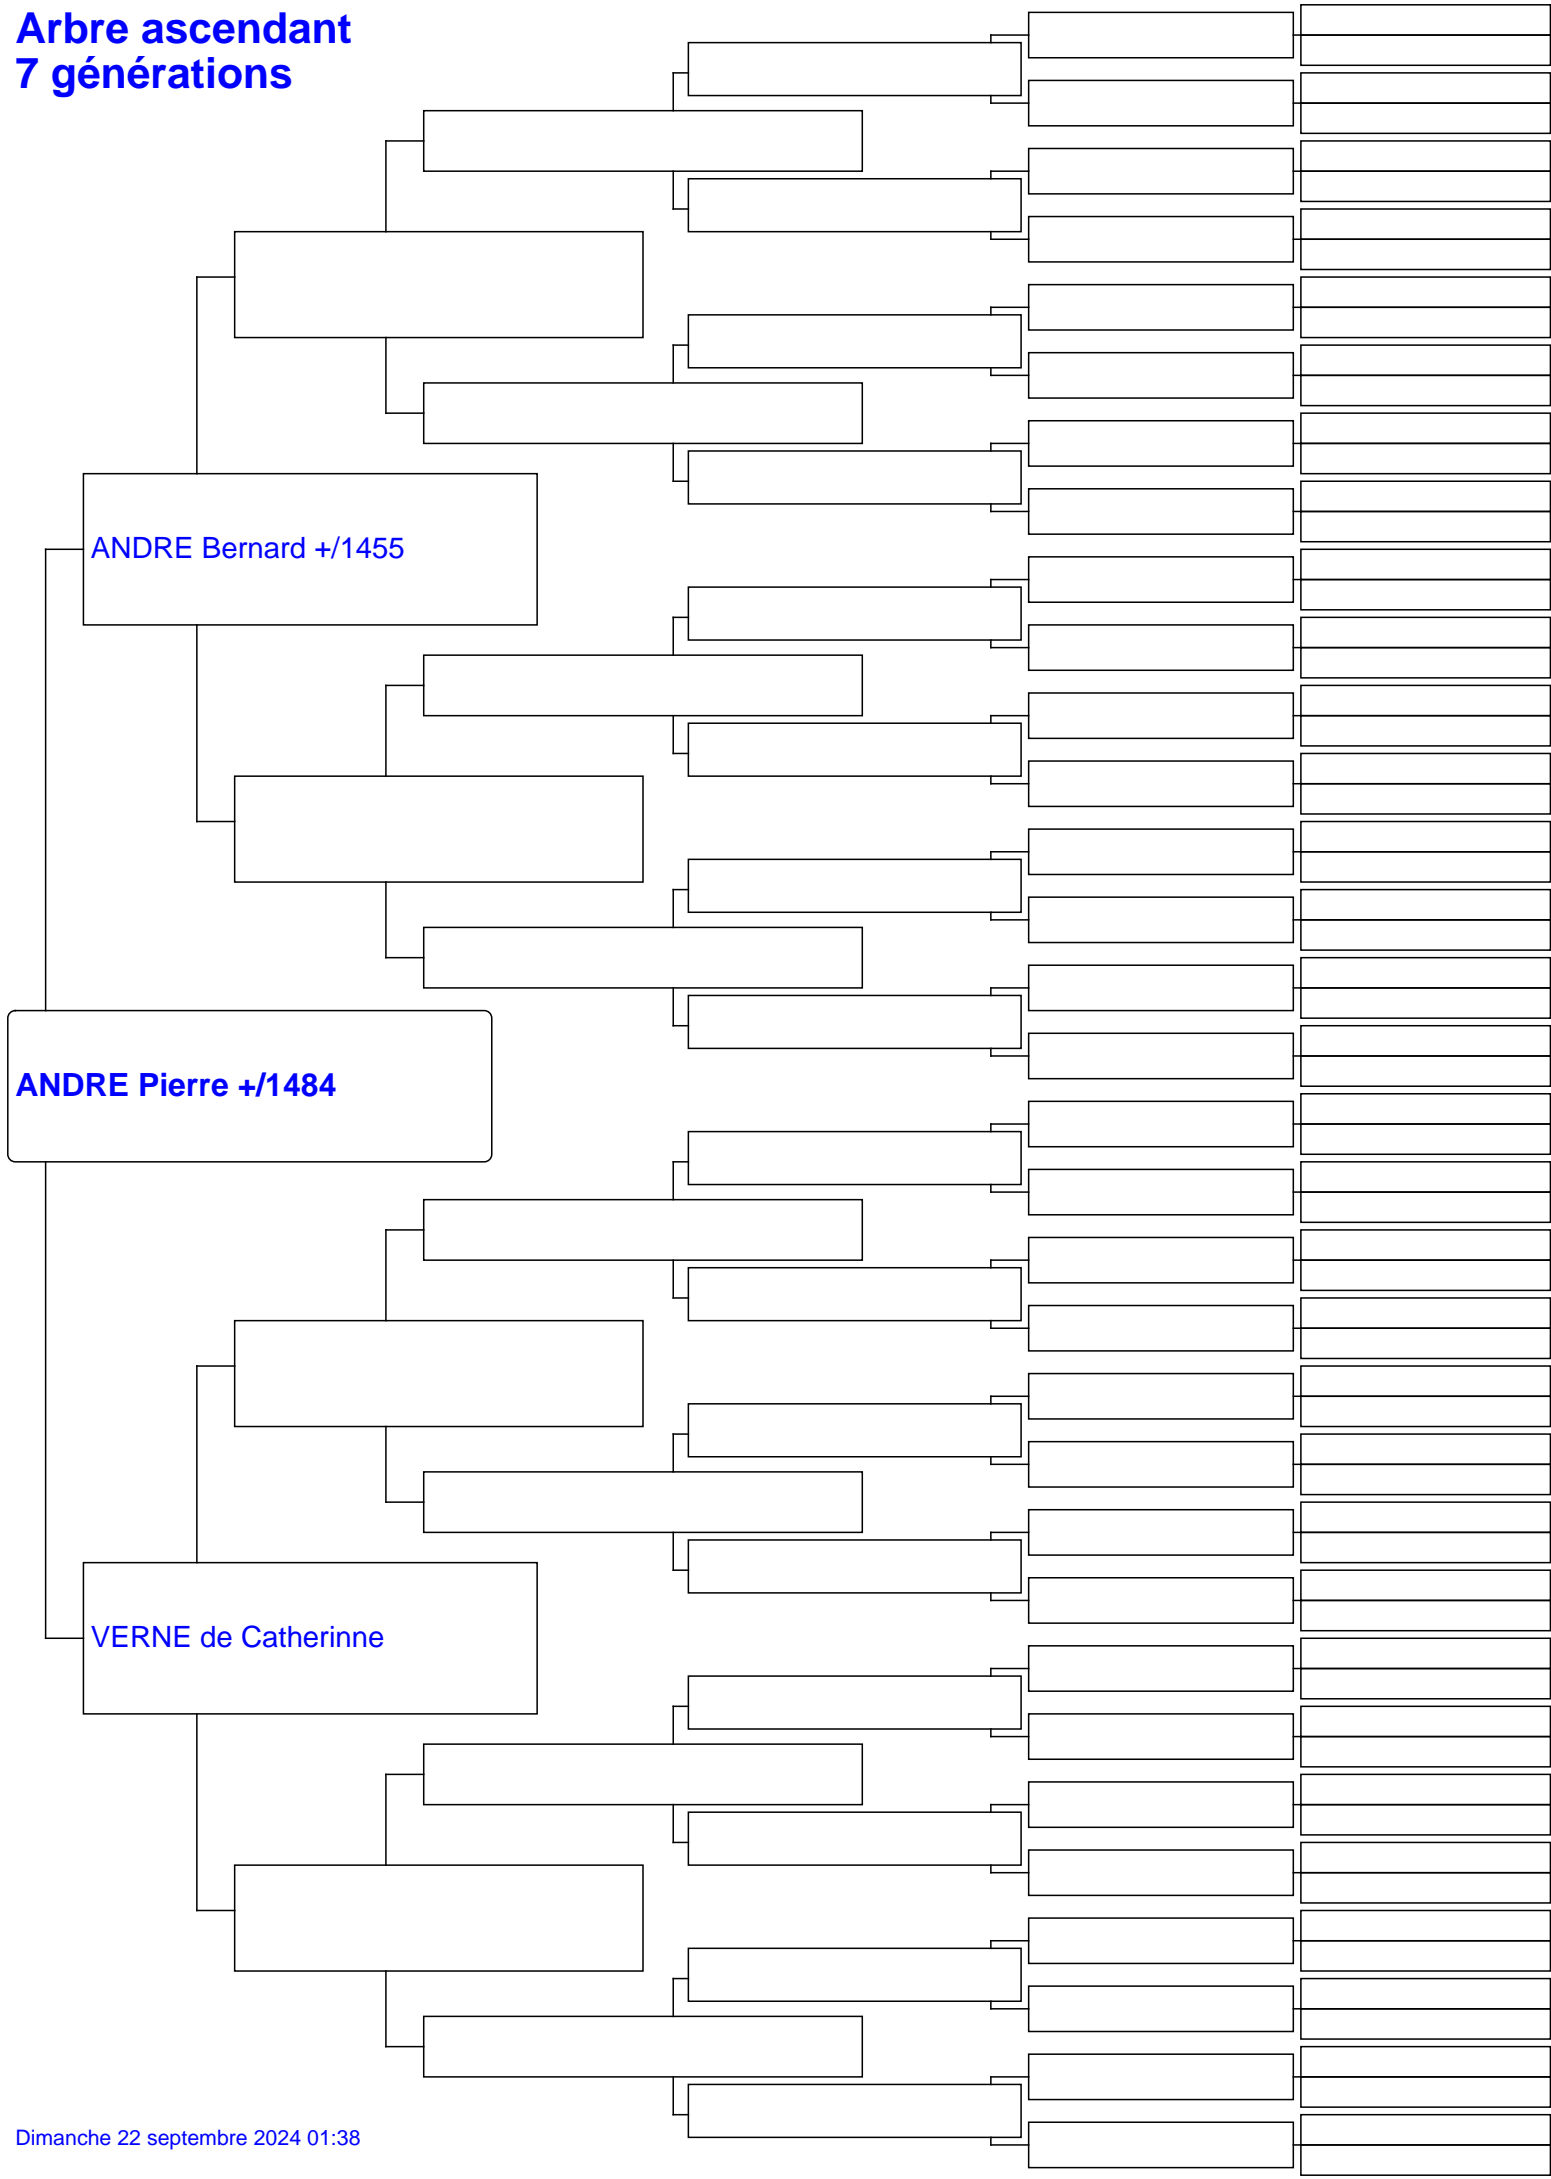 Arbre ascendant
7 générations
ANDRE Bernard +/1455
ANDRE Pierre +/1484
VERNE de Catherinne
Dimanche 22 septembre 2024 01:38